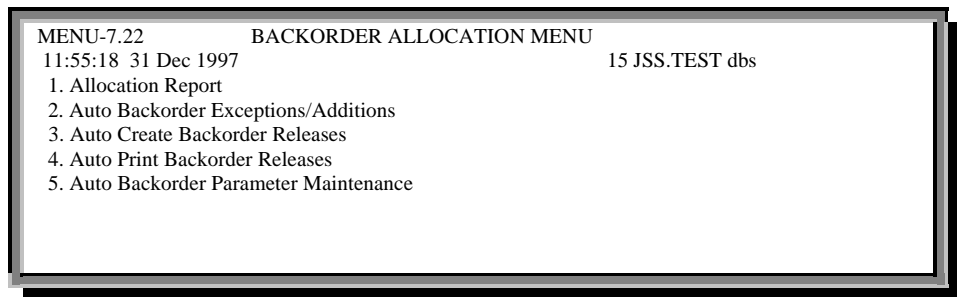 MENU-7.22 BACKORDER ALLOCATION MENU
11:55:18 31 Dec 1997 15 JSS.TEST dbs
1. Allocation Report
2. Auto Backorder Exceptions/Additions
3. Auto Create Backorder Releases
4. Auto Print Backorder Releases
5. Auto Backorder Parameter Maintenance